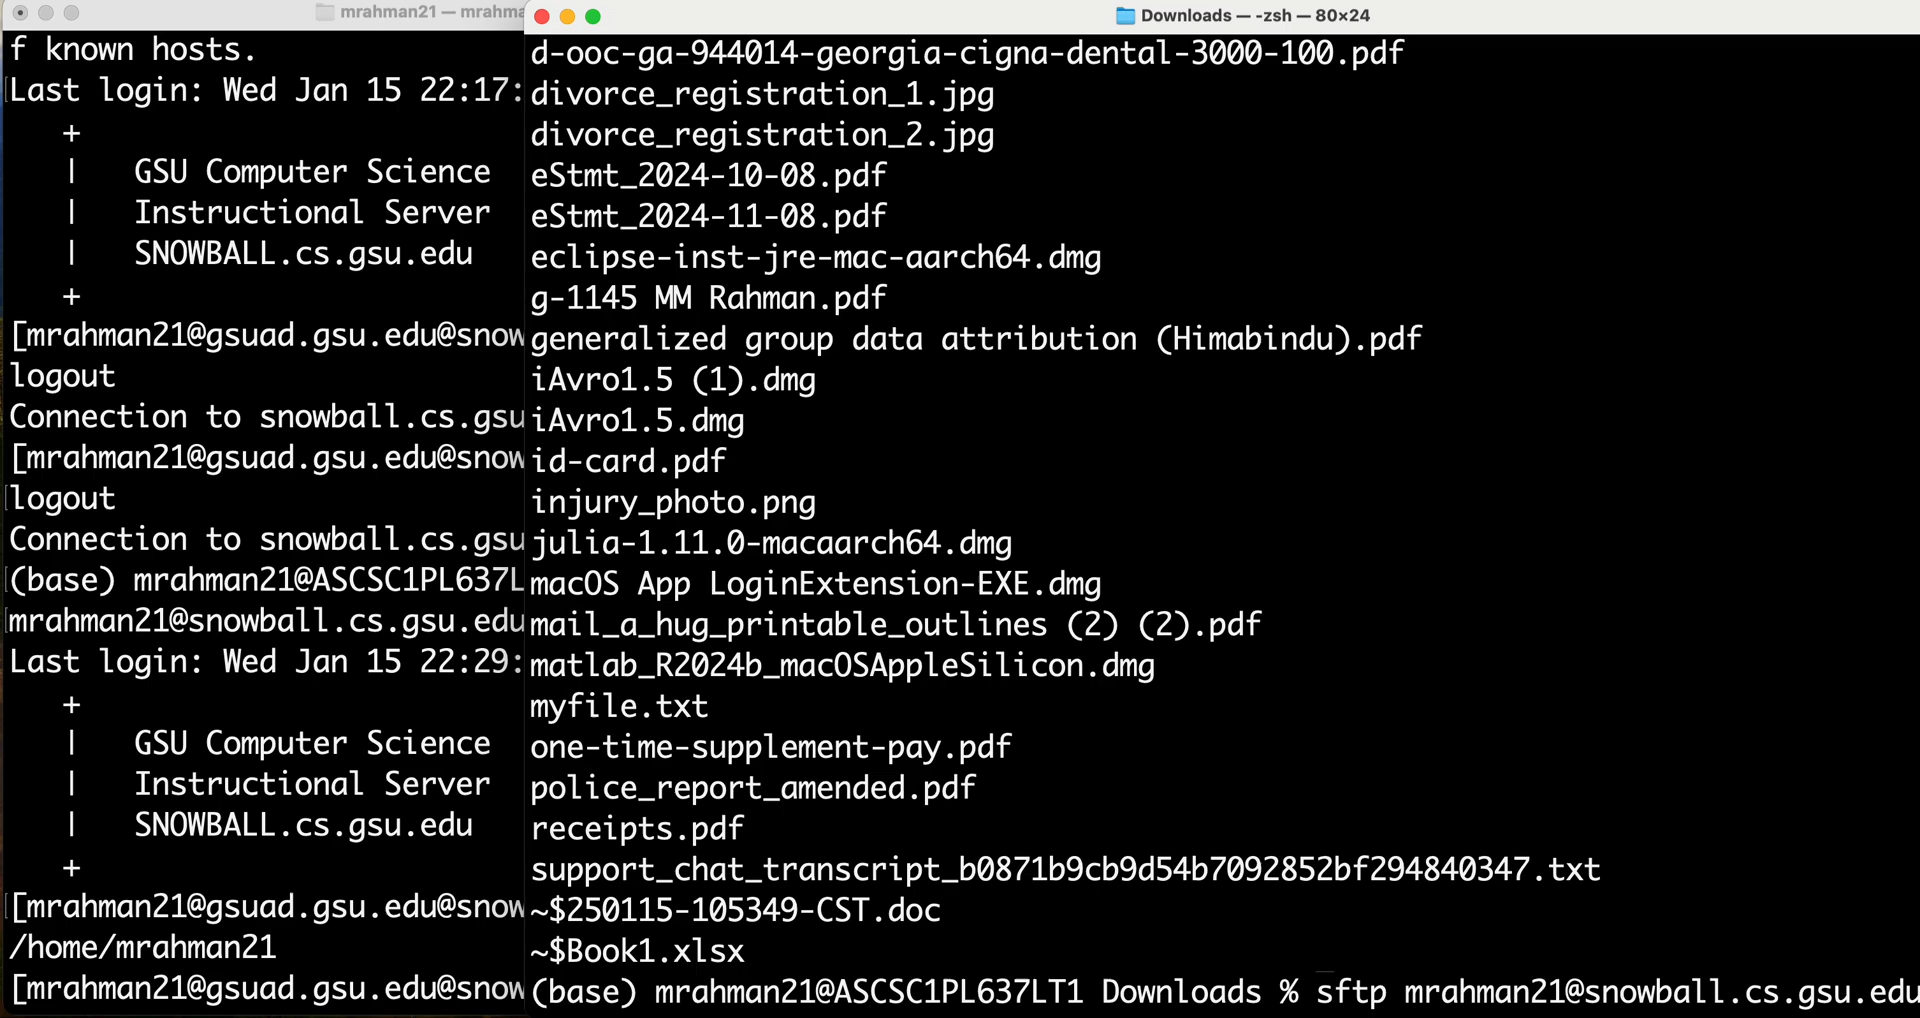 mrahman21 — mrahma
f known hosts.
Last login: Wed Jan 15 22:17:
+
| GSU Computer Science
| Instructional Server
| SNOWBALL.cs.gsu.edu
+
[mrahman21@gsuad.gsu.edu@snow
logout
Connection to snowball.cs.gsu
[mrahman21@gsuad.gsu.edu@snow
logout
Connection to snowball.cs.gsu
(base) mrahman21@ASCSC1PL637L
mrahman21@snowball.cs.gsu.edu
Last login: Wed Jan 15 22:29:
+
| GSU Computer Science
| Instructional Server
| SNOWBALL.cs.gsu.edu
+
[mrahman21@gsuad.gsu.edu@snow
/home/mrahman21
[mrahman21@gsuad.gsu.edu@snow
Downloads — -zsh — 80×24
d-ooc-ga-944014-georgia-cigna-dental-3000-100.pdf
divorce_registration_1.jpg
divorce_registration_2.jpg
eStmt_2024-10-08.pdf
eStmt_2024-11-08.pdf
eclipse-inst-jre-mac-aarch64.dmg
g-1145 MM Rahman.pdf
generalized group data attribution (Himabindu).pdf
iAvro1.5 (1).dmg
iAvro1.5.dmg
id-card.pdf
injury_photo.png
julia-1.11.0-macaarch64.dmg
macOS App LoginExtension-EXE.dmg
mail_a_hug_printable_outlines (2) (2).pdf
matlab_R2024b_macOSAppleSilicon.dmg
myfile.txt
one-time-supplement-pay.pdf
police_report_amended.pdf
receipts.pdf
support_chat_transcript_b0871b9cb9d54b7092852bf294840347.txt
~$250115-105349-CST.doc
~$Book1.xlsx
(base) mrahman21@ASCSC1PL637LT1 Downloads % sftp mrahman21@snowball.cs.gsu.edu